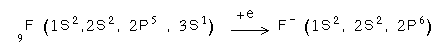 ₉F (1S², 2S², 2P⁵ , 3S¹) +e → F⁻ (1S², 2S², 2P⁶)